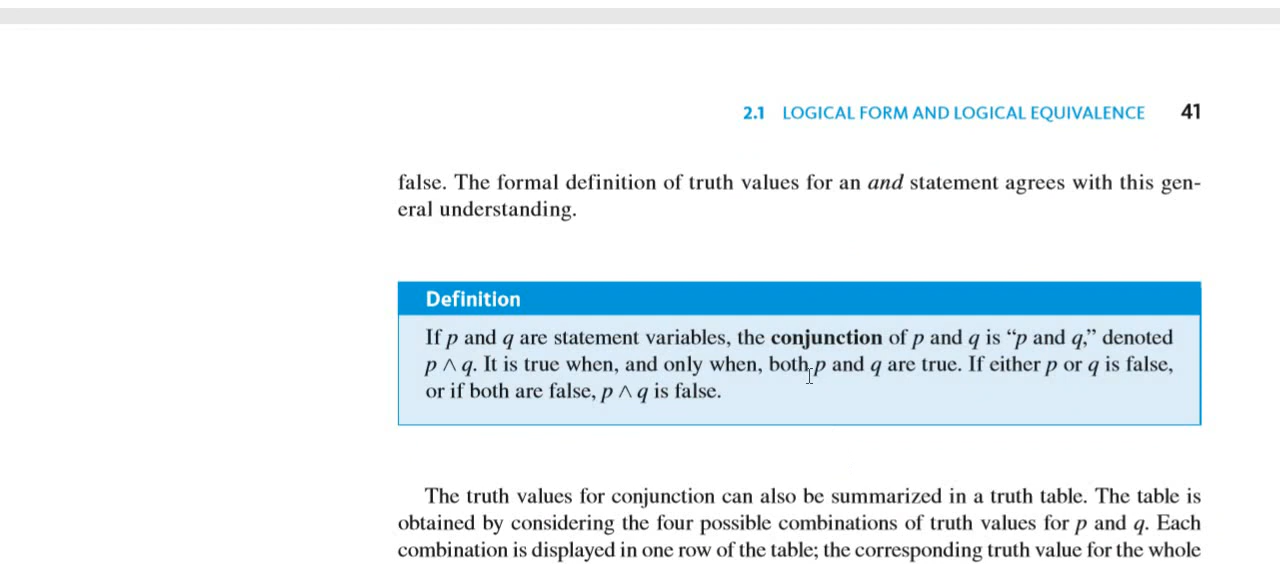 2.1 LOGICAL FORM AND LOGICAL EQUIVALENCE 41
false. The formal definition of truth values for an and statement agrees with this gen-
eral understanding.
Definition
If p and q are statement variables, the conjunction of p and q is “p and q,” denoted
p ∧ q. It is true when, and only when, both p and q are true. If either p or q is false,
or if both are false, p ∧ q is false.
The truth values for conjunction can also be summarized in a truth table. The table is
obtained by considering the four possible combinations of truth values for p and q. Each
combination is displayed in one row of the table; the corresponding truth value for the whole